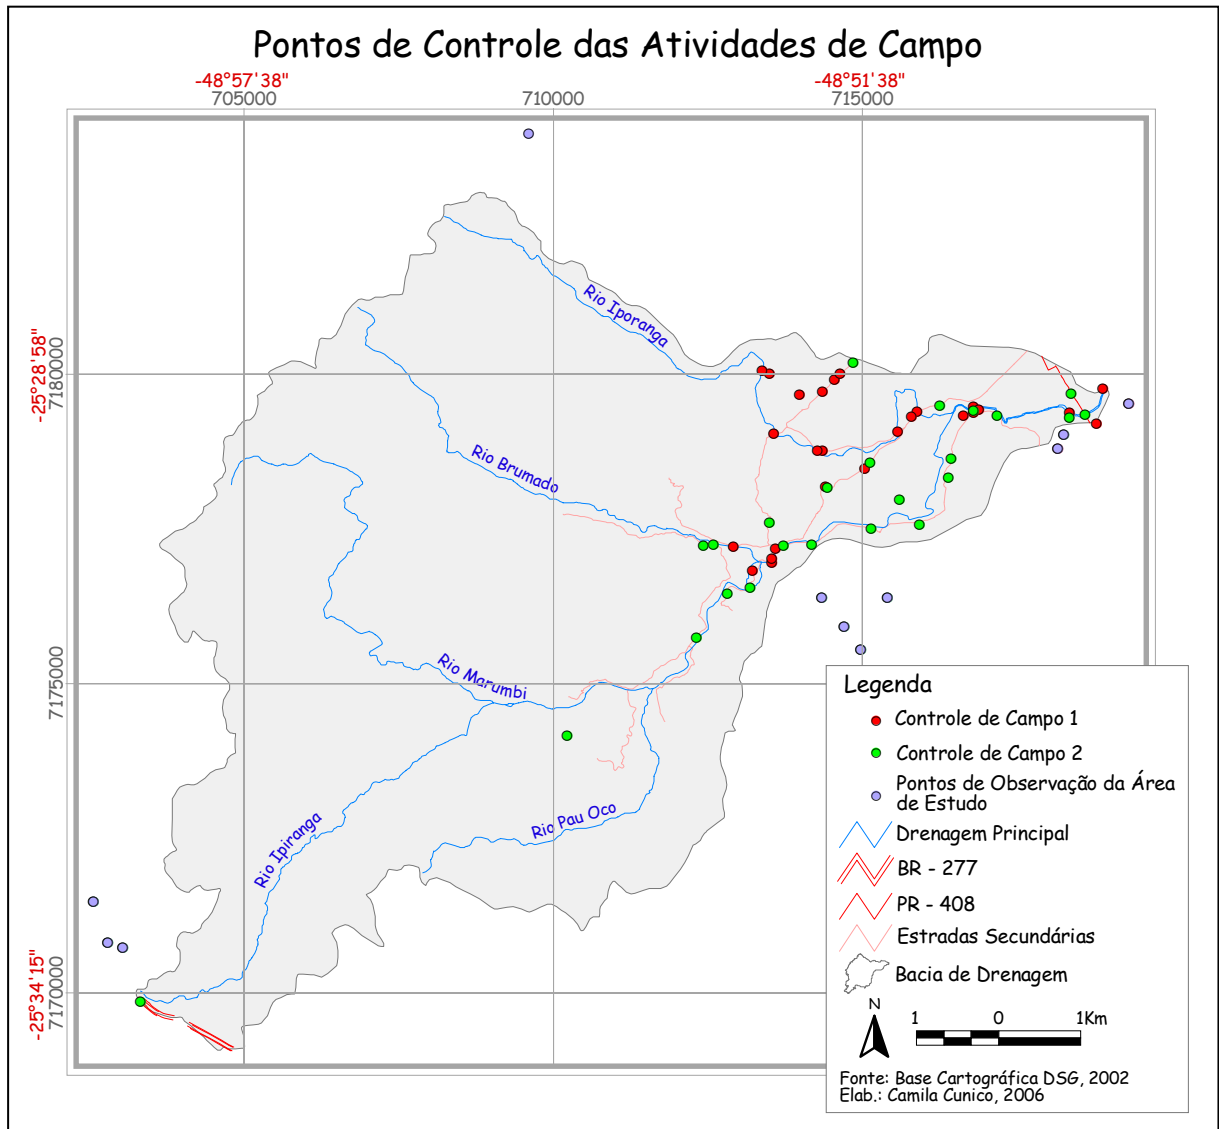 Pontos de Controle das Atividades de Campo
-48°57'38"
-48°51'38"
705000
710000
715000
-25°28'58"
7180000
7175000
-25°34'15"
7170000
Rio Iporanga
Rio Brumado
Rio Marumbi
Rio Ipiranga
Rio Pau Oco
Legenda
Controle de Campo 1
Controle de Campo 2
Pontos de Observação da Área
de Estudo
Drenagem Principal
BR - 277
PR - 408
Estradas Secundárias
Bacia de Drenagem
N
1 0 1Km
Fonte: Base Cartográfica DSG, 2002
Elab.: Camila Cunico, 2006